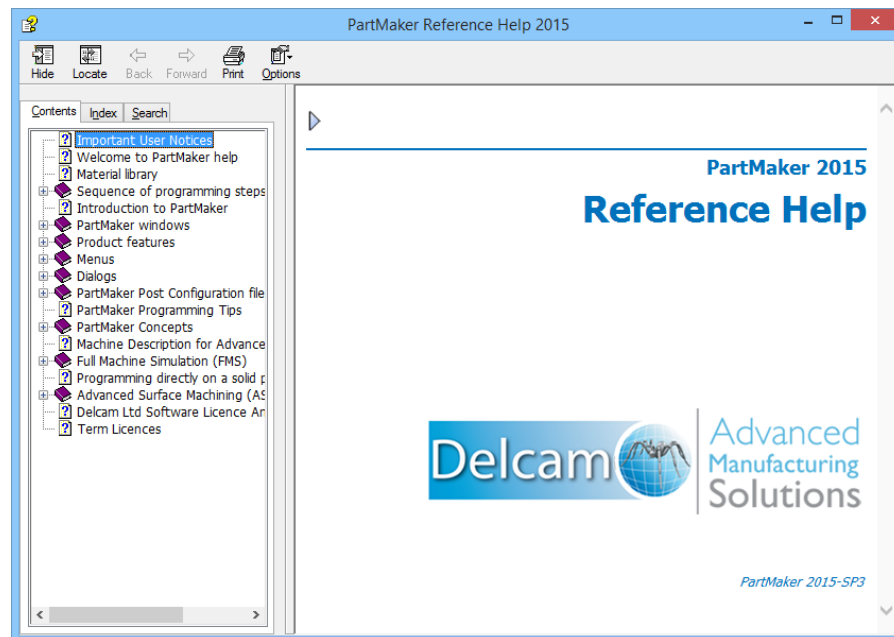 PartMaker Reference Help 2015
Hide Locate Back Forward Print Options
Contents Index Search
Important User Notices
Welcome to PartMaker help
Material library
Sequence of programming steps
Introduction to PartMaker
PartMaker windows
Product features
Menus
Dialogs
PartMaker Post Configuration file
PartMaker Programming Tips
PartMaker Concepts
Machine Description for Advance
Full Machine Simulation (FMS)
Programming directly on a solid p
Advanced Surface Machining (AS
Delcam Ltd Software Licence Ar
Term Licences
PartMaker 2015
Reference Help
Delcam
Advanced
Manufacturing
Solutions
PartMaker 2015-SP3